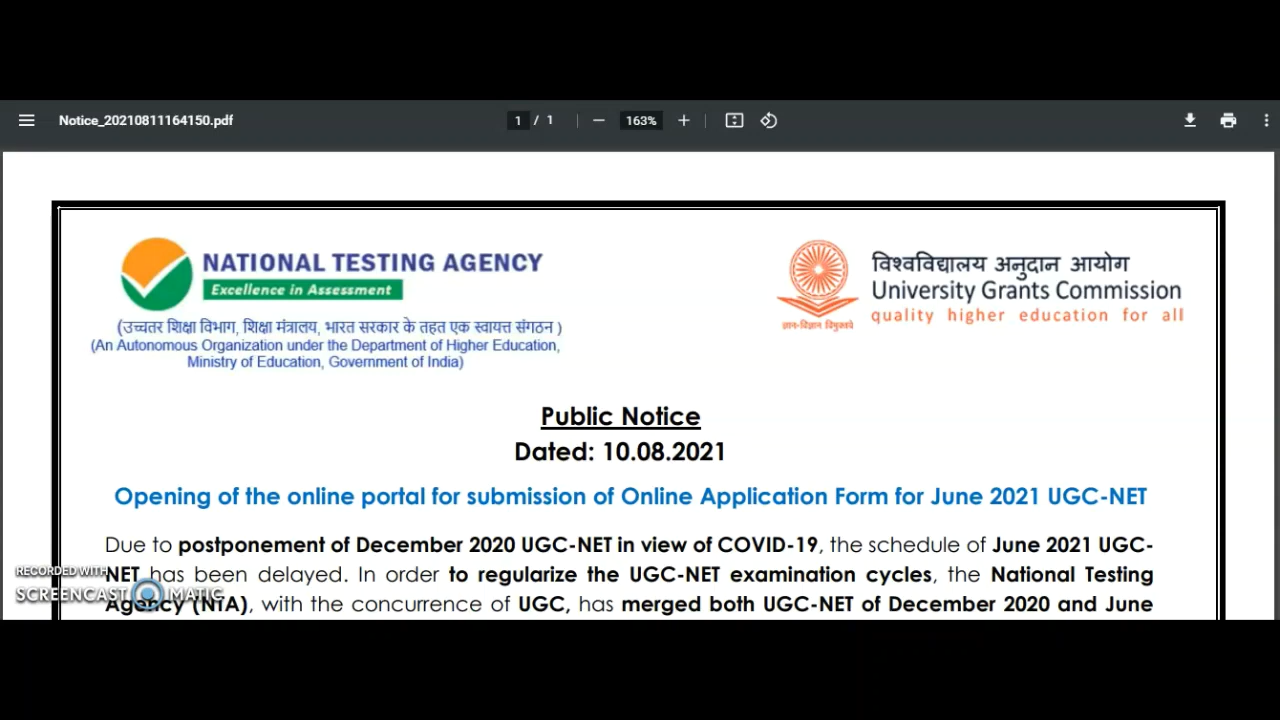 Notice_20210811164150.pdf
1 / 1
163%
NATIONAL TESTING AGENCY
Excellence in Assessment
(उच्चतर शिक्षा विभाग, शिक्षा मंत्रालय, भारत सरकार के तहत एक स्वायत्त संगठन )
(An Autonomous Organization under the Department of Higher Education,
Ministry of Education, Government of India)
विश्वविद्यालय अनुदान आयोग
University Grants Commission
quality higher education for all
ज्ञान-विज्ञान विमुक्तये
Public Notice
Dated: 10.08.2021
Opening of the online portal for submission of Online Application Form for June 2021 UGC-NET
Due to postponement of December 2020 UGC-NET in view of COVID-19, the schedule of June 2021 UGC-
NET has been delayed. In order to regularize the UGC-NET examination cycles, the National Testing
Agency (NTA), with the concurrence of UGC, has merged both UGC-NET of December 2020 and June
RECORDED WITH
SCREENCAST MATIC